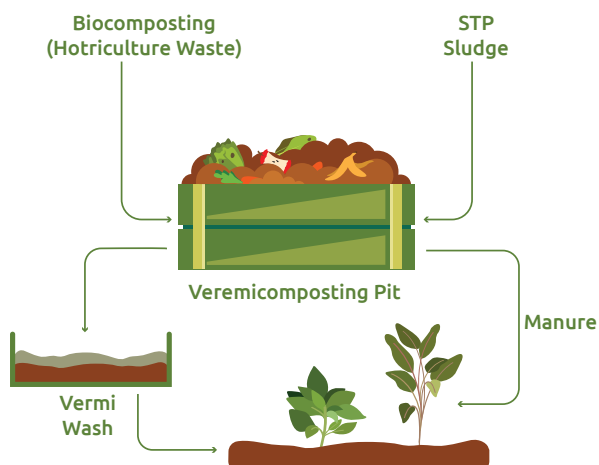 Biocomposting
(Hotriculture Waste)
STP
Sludge
Veremicomposting Pit
Manure
Vermi
Wash